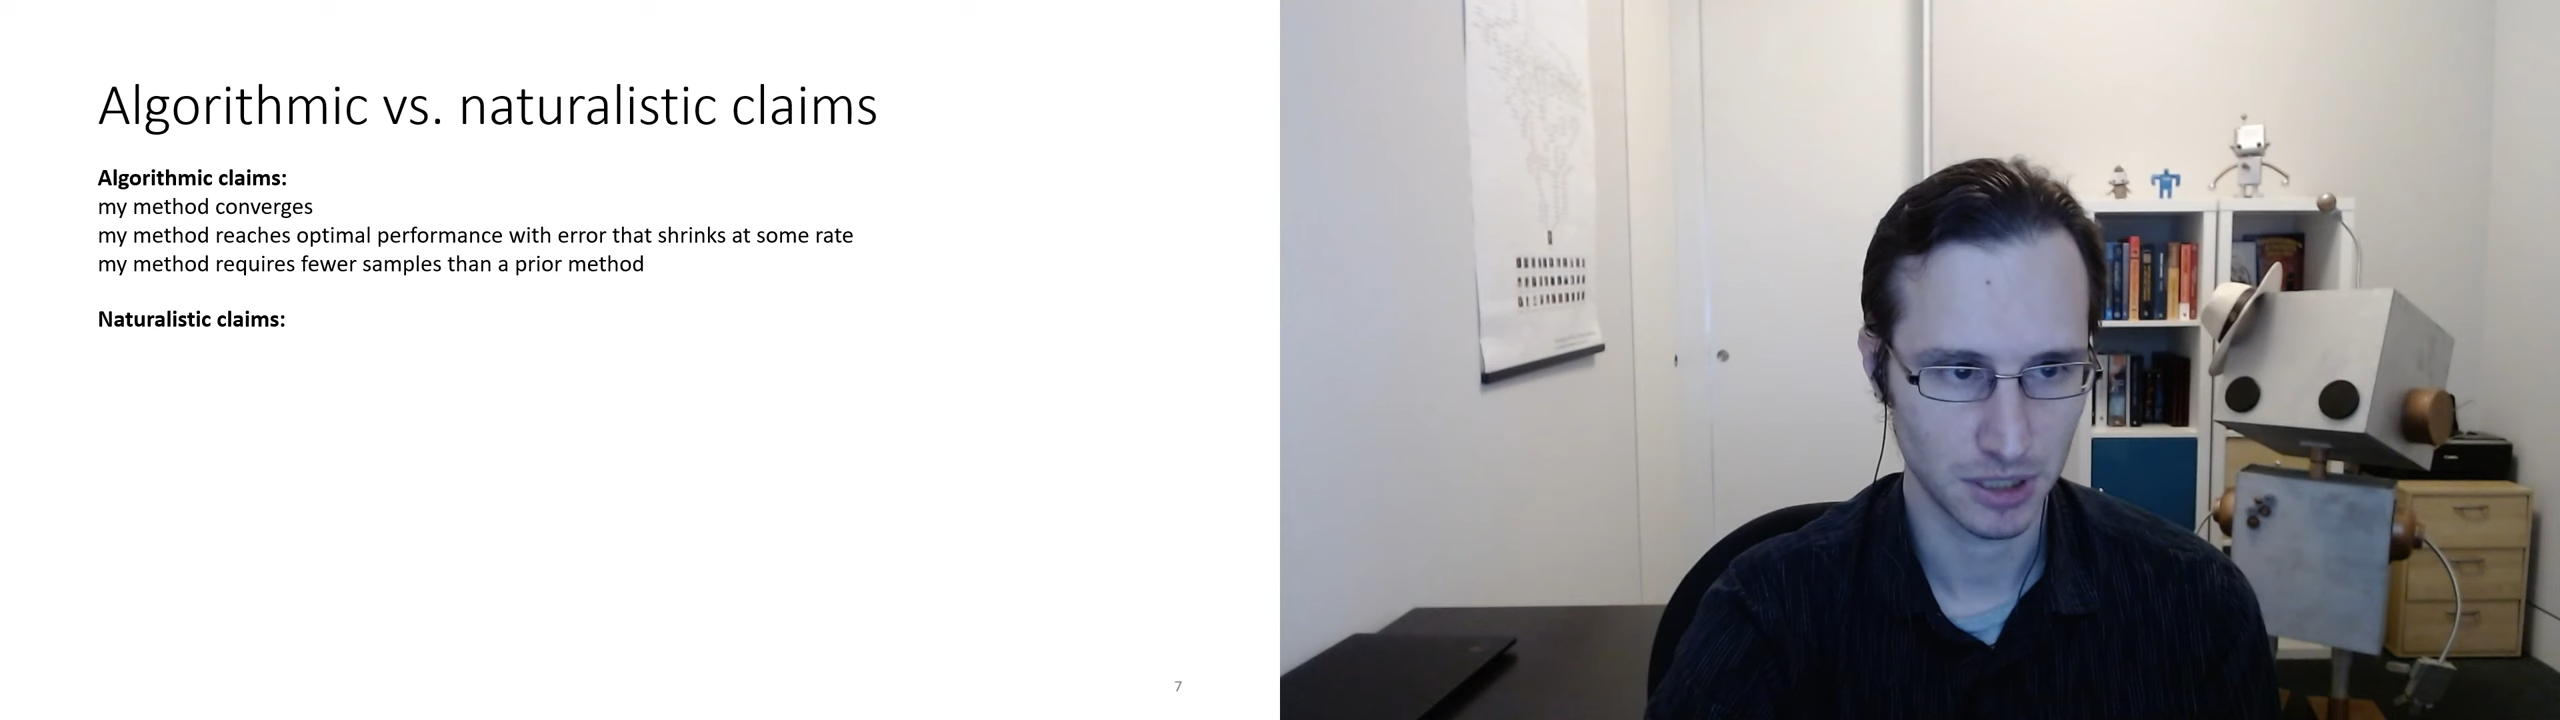 Algorithmic vs. naturalistic claims
Algorithmic claims:
my method converges
my method reaches optimal performance with error that shrinks at some rate
my method requires fewer samples than a prior method
Naturalistic claims:
7